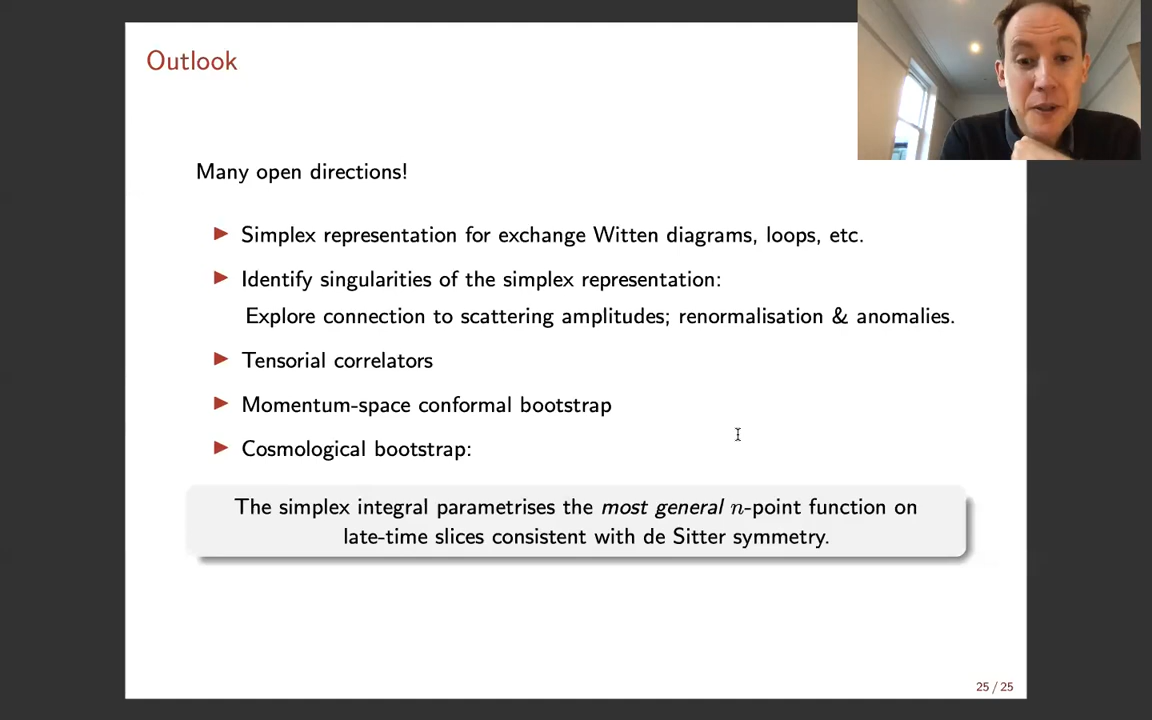 Outlook
Many open directions!
Simplex representation for exchange Witten diagrams, loops, etc.
Identify singularities of the simplex representation:
Explore connection to scattering amplitudes; renormalisation & anomalies.
Tensorial correlators
Momentum-space conformal bootstrap
Cosmological bootstrap:
The simplex integral parametrises the most general n-point function on
late-time slices consistent with de Sitter symmetry.
25 / 25